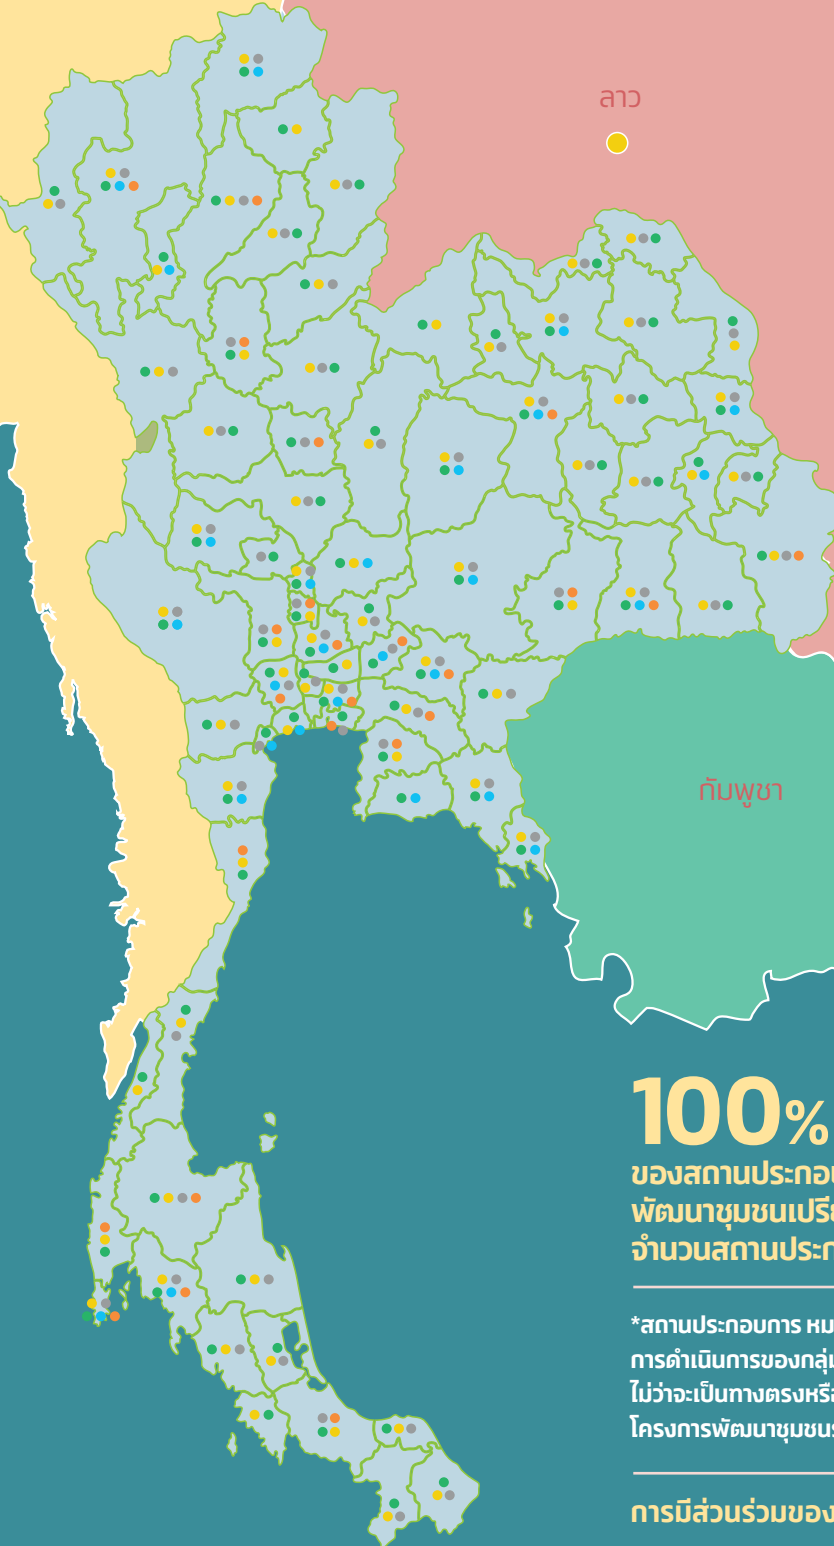 ลาว
กัมพูชา
100%
ของสถานประกอ
พัฒนาชุมชนเปรี
จำนวนสถานประก
*สถานประกอบการ หม
การดำเนินการของกลุ่ม
ไม่ว่าจะเป็นทางตรงหรือ
โครงการพัฒนาชุมชน
การมีส่วนร่วมของ